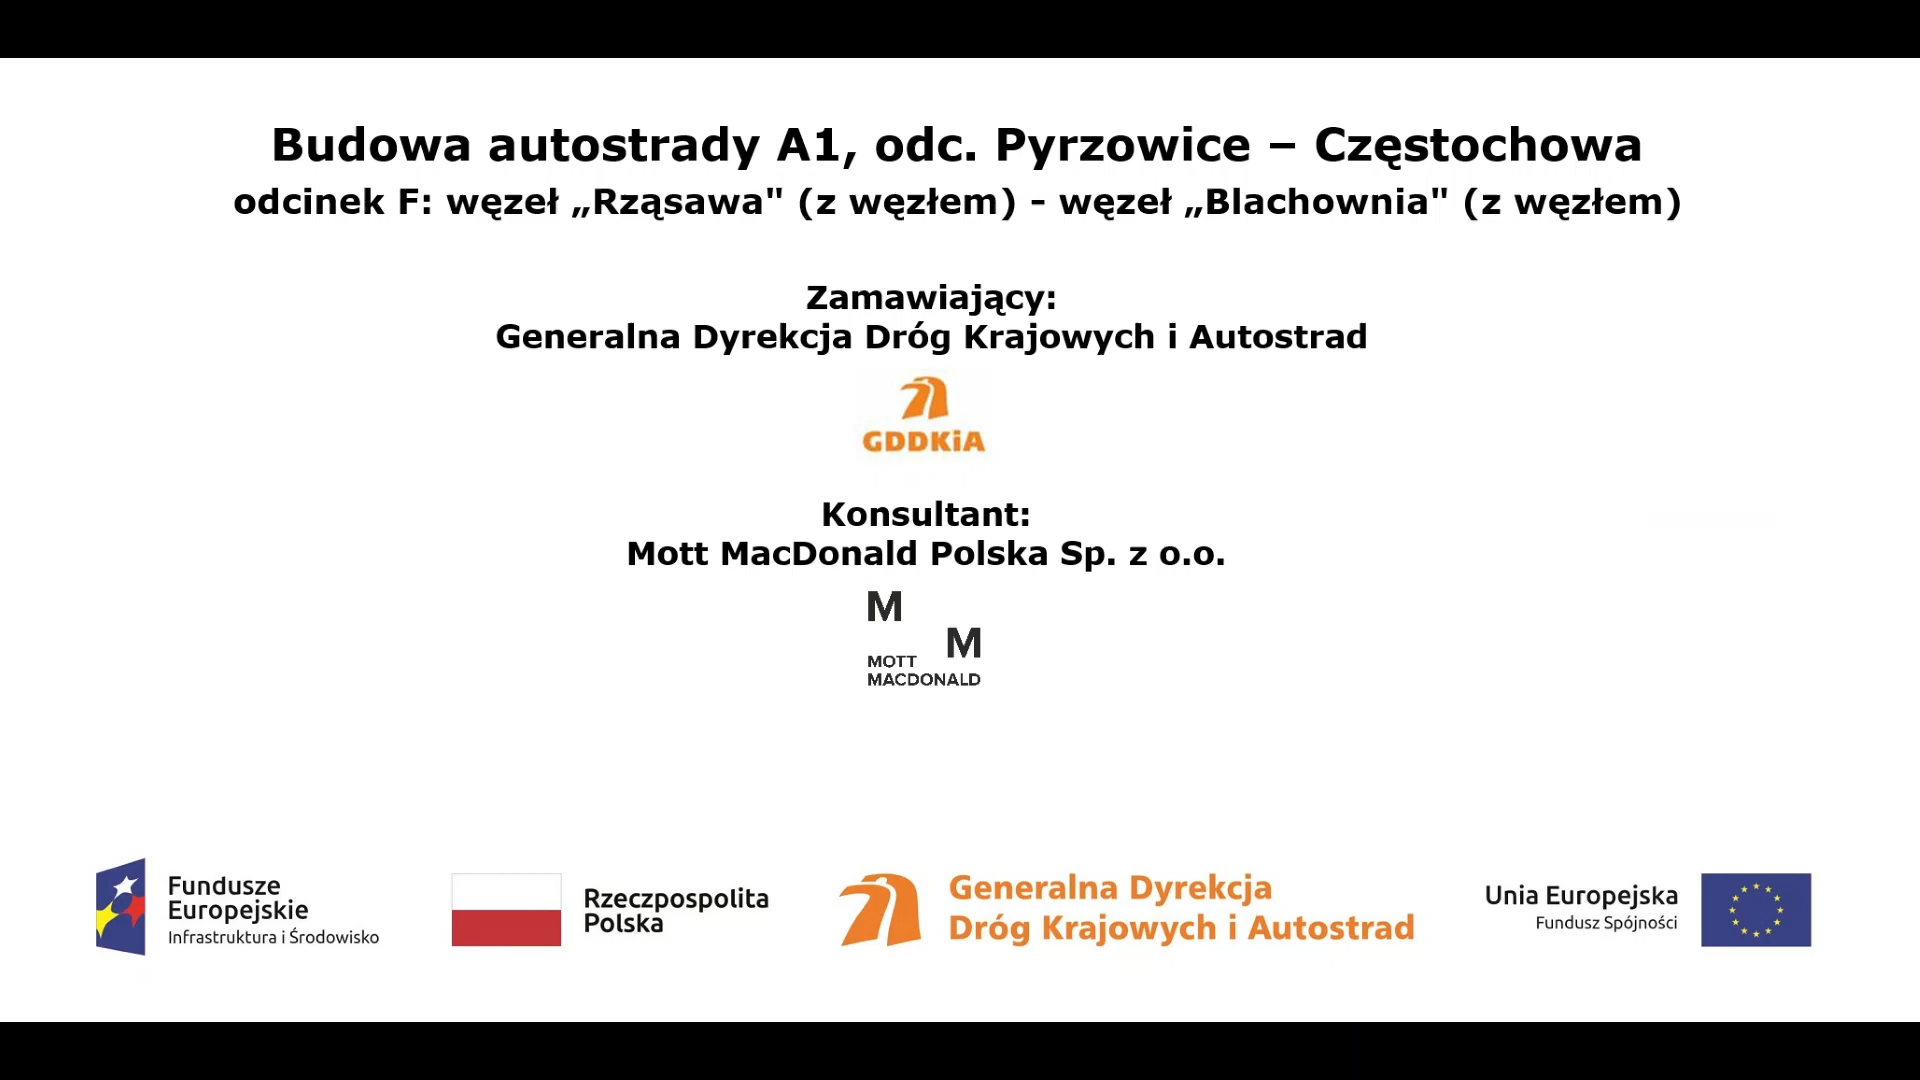 Budowa autostrady A1, odc. Pyrzowice – Częstochowa
odcinek F: węzeł „Rząsawa" (z węzłem) - węzeł „Blachownia" (z węzłem)
Zamawiający:
Generalna Dyrekcja Dróg Krajowych i Autostrad
GDDKiA
Konsultant:
Mott MacDonald Polska Sp. z o.o.
M
M
MOTT
MACDONALD
Fundusze
Europejskie
Infrastruktura i Środowisko
Rzeczpospolita
Polska
Generalna Dyrekcja
Dróg Krajowych i Autostrad
Unia Europejska
Fundusz Spójności